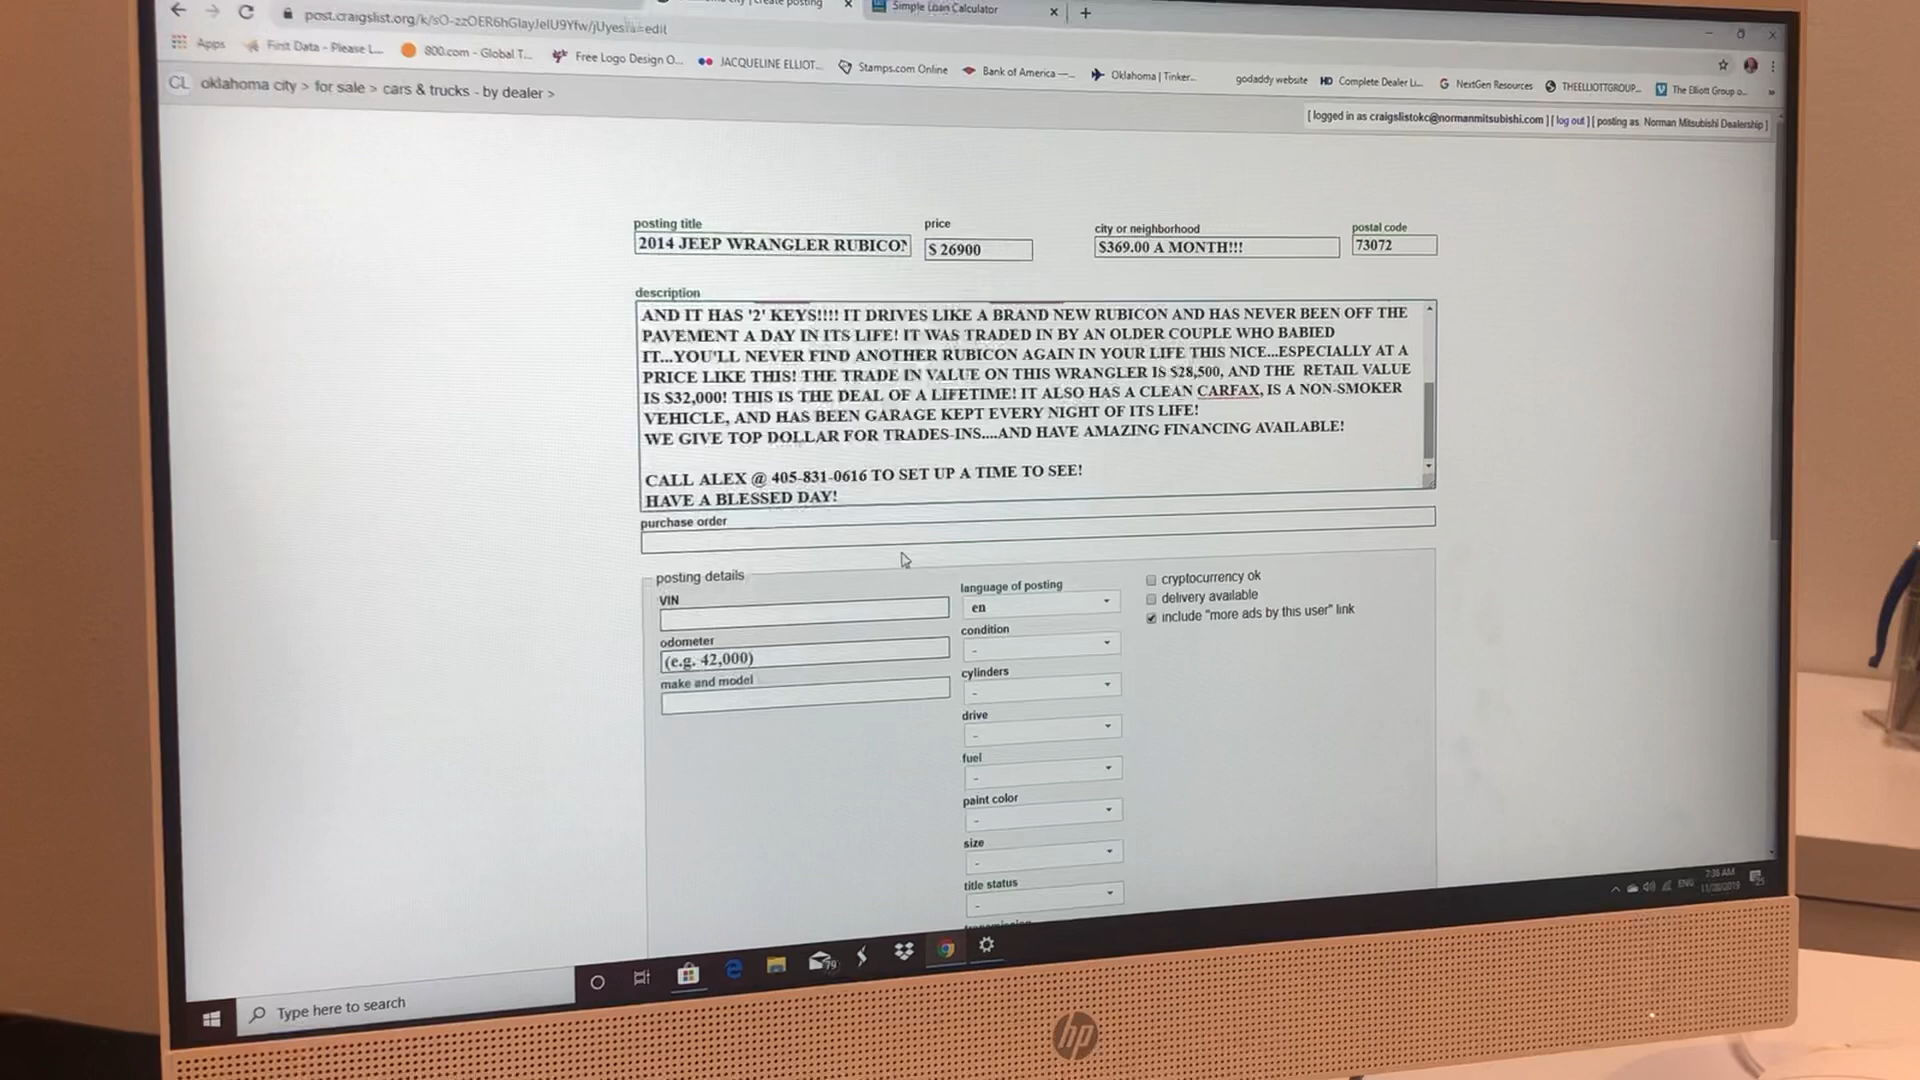 create posting
Simple Loan Calculator
post.craigslist.org/k/
Apps
First Data - Please L...
800.com - Global T...
Free Logo Design O...
JACQUELINE ELLIOT...
Stamps.com Online
Bank of America —...
Oklahoma | Tinker...
godaddy website
HD Complete Dealer Li...
NextGen Resources
THEELLIOTTGROUP...
The Elliott Group o...
CL oklahoma city > for sale > cars & trucks - by dealer >
[ logged in as craigslistokc@normanmitsubishi.com ] [ log out ] [ posting as Norman Mitsubishi Dealership ]
posting title
price
city or neighborhood
postal code
2014 JEEP WRANGLER RUBICON
$ 26900
$369.00 A MONTH!!!
73072
description
AND IT HAS '2' KEYS!!!! IT DRIVES LIKE A BRAND NEW RUBICON AND HAS NEVER BEEN OFF THE
PAVEMENT A DAY IN ITS LIFE! IT WAS TRADED IN BY AN OLDER COUPLE WHO BABIED
IT...YOU'LL NEVER FIND ANOTHER RUBICON AGAIN IN YOUR LIFE THIS NICE...ESPECIALLY AT A
PRICE LIKE THIS! THE TRADE IN VALUE ON THIS WRANGLER IS $28,500, AND THE RETAIL VALUE
IS $32,000! THIS IS THE DEAL OF A LIFETIME! IT ALSO HAS A CLEAN CARFAX, IS A NON-SMOKER
VEHICLE, AND HAS BEEN GARAGE KEPT EVERY NIGHT OF ITS LIFE!
WE GIVE TOP DOLLAR FOR TRADES-INS....AND HAVE AMAZING FINANCING AVAILABLE!
CALL ALEX @ 405-831-0616 TO SET UP A TIME TO SEE!
HAVE A BLESSED DAY!
purchase order
posting details
VIN
odometer
(e.g. 42,000)
make and model
language of posting
en
condition
-
cylinders
-
drive
-
fuel
-
paint color
-
size
-
title status
-
cryptocurrency ok
delivery available
include "more ads by this user" link
79
Type here to search
ENG
7:36 AM
hp